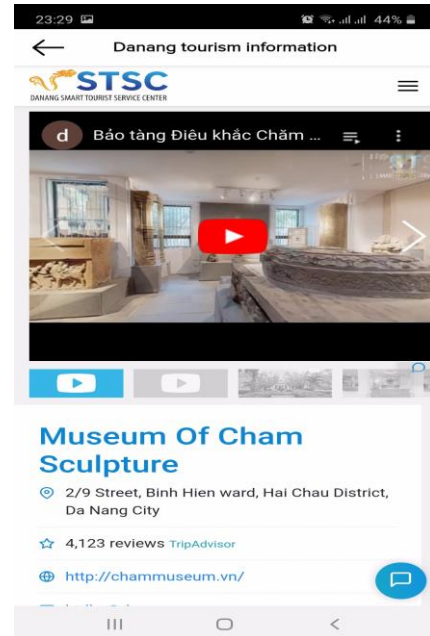 23:29 44%
Danang tourism information
STSC
DANANG SMART TOURIST SERVICE CENTER
d Bảo tàng Điêu khắc Chăm ...
Museum Of Cham
Sculpture
2/9 Street, Binh Hien ward, Hai Chau District,
Da Nang City
4,123 reviews TripAdvisor
http://chammuseum.vn/